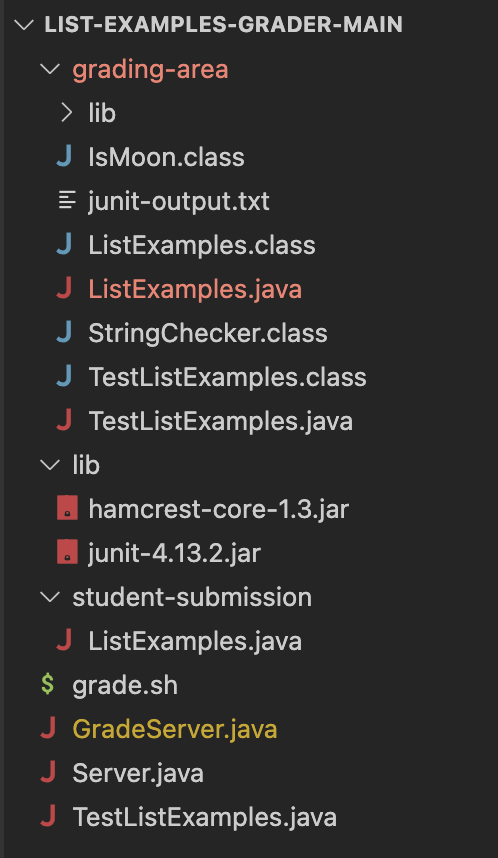 LIST-EXAMPLES-GRADER-MAIN
grading-area
lib
IsMoon.class
junit-output.txt
ListExamples.class
ListExamples.java
StringChecker.class
TestListExamples.class
TestListExamples.java
lib
hamcrest-core-1.3.jar
junit-4.13.2.jar
student-submission
ListExamples.java
$ grade.sh
GradeServer.java
Server.java
TestListExamples.java